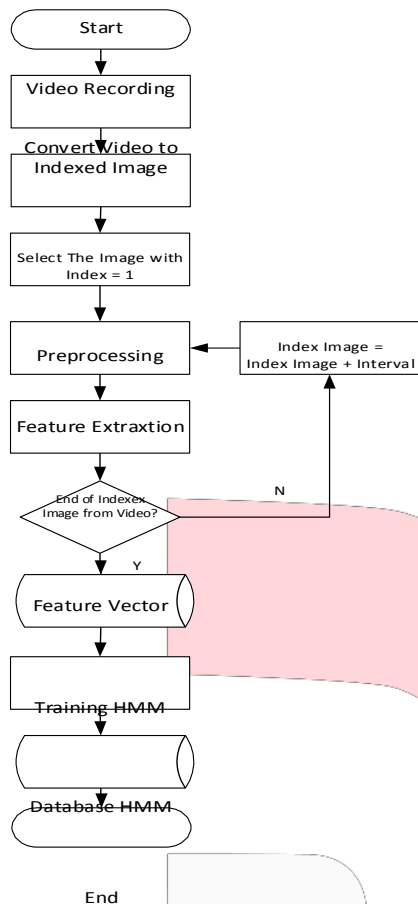 Start
Video Recording
Convert Video to
Indexed Image
Select The Image with
Index = 1
Preprocessing
Index Image =
Index Image + Interval
Feature Extraxtion
End of Indexex
Image from Video?
N
Y
Feature Vector
Training HMM
Database HMM
End